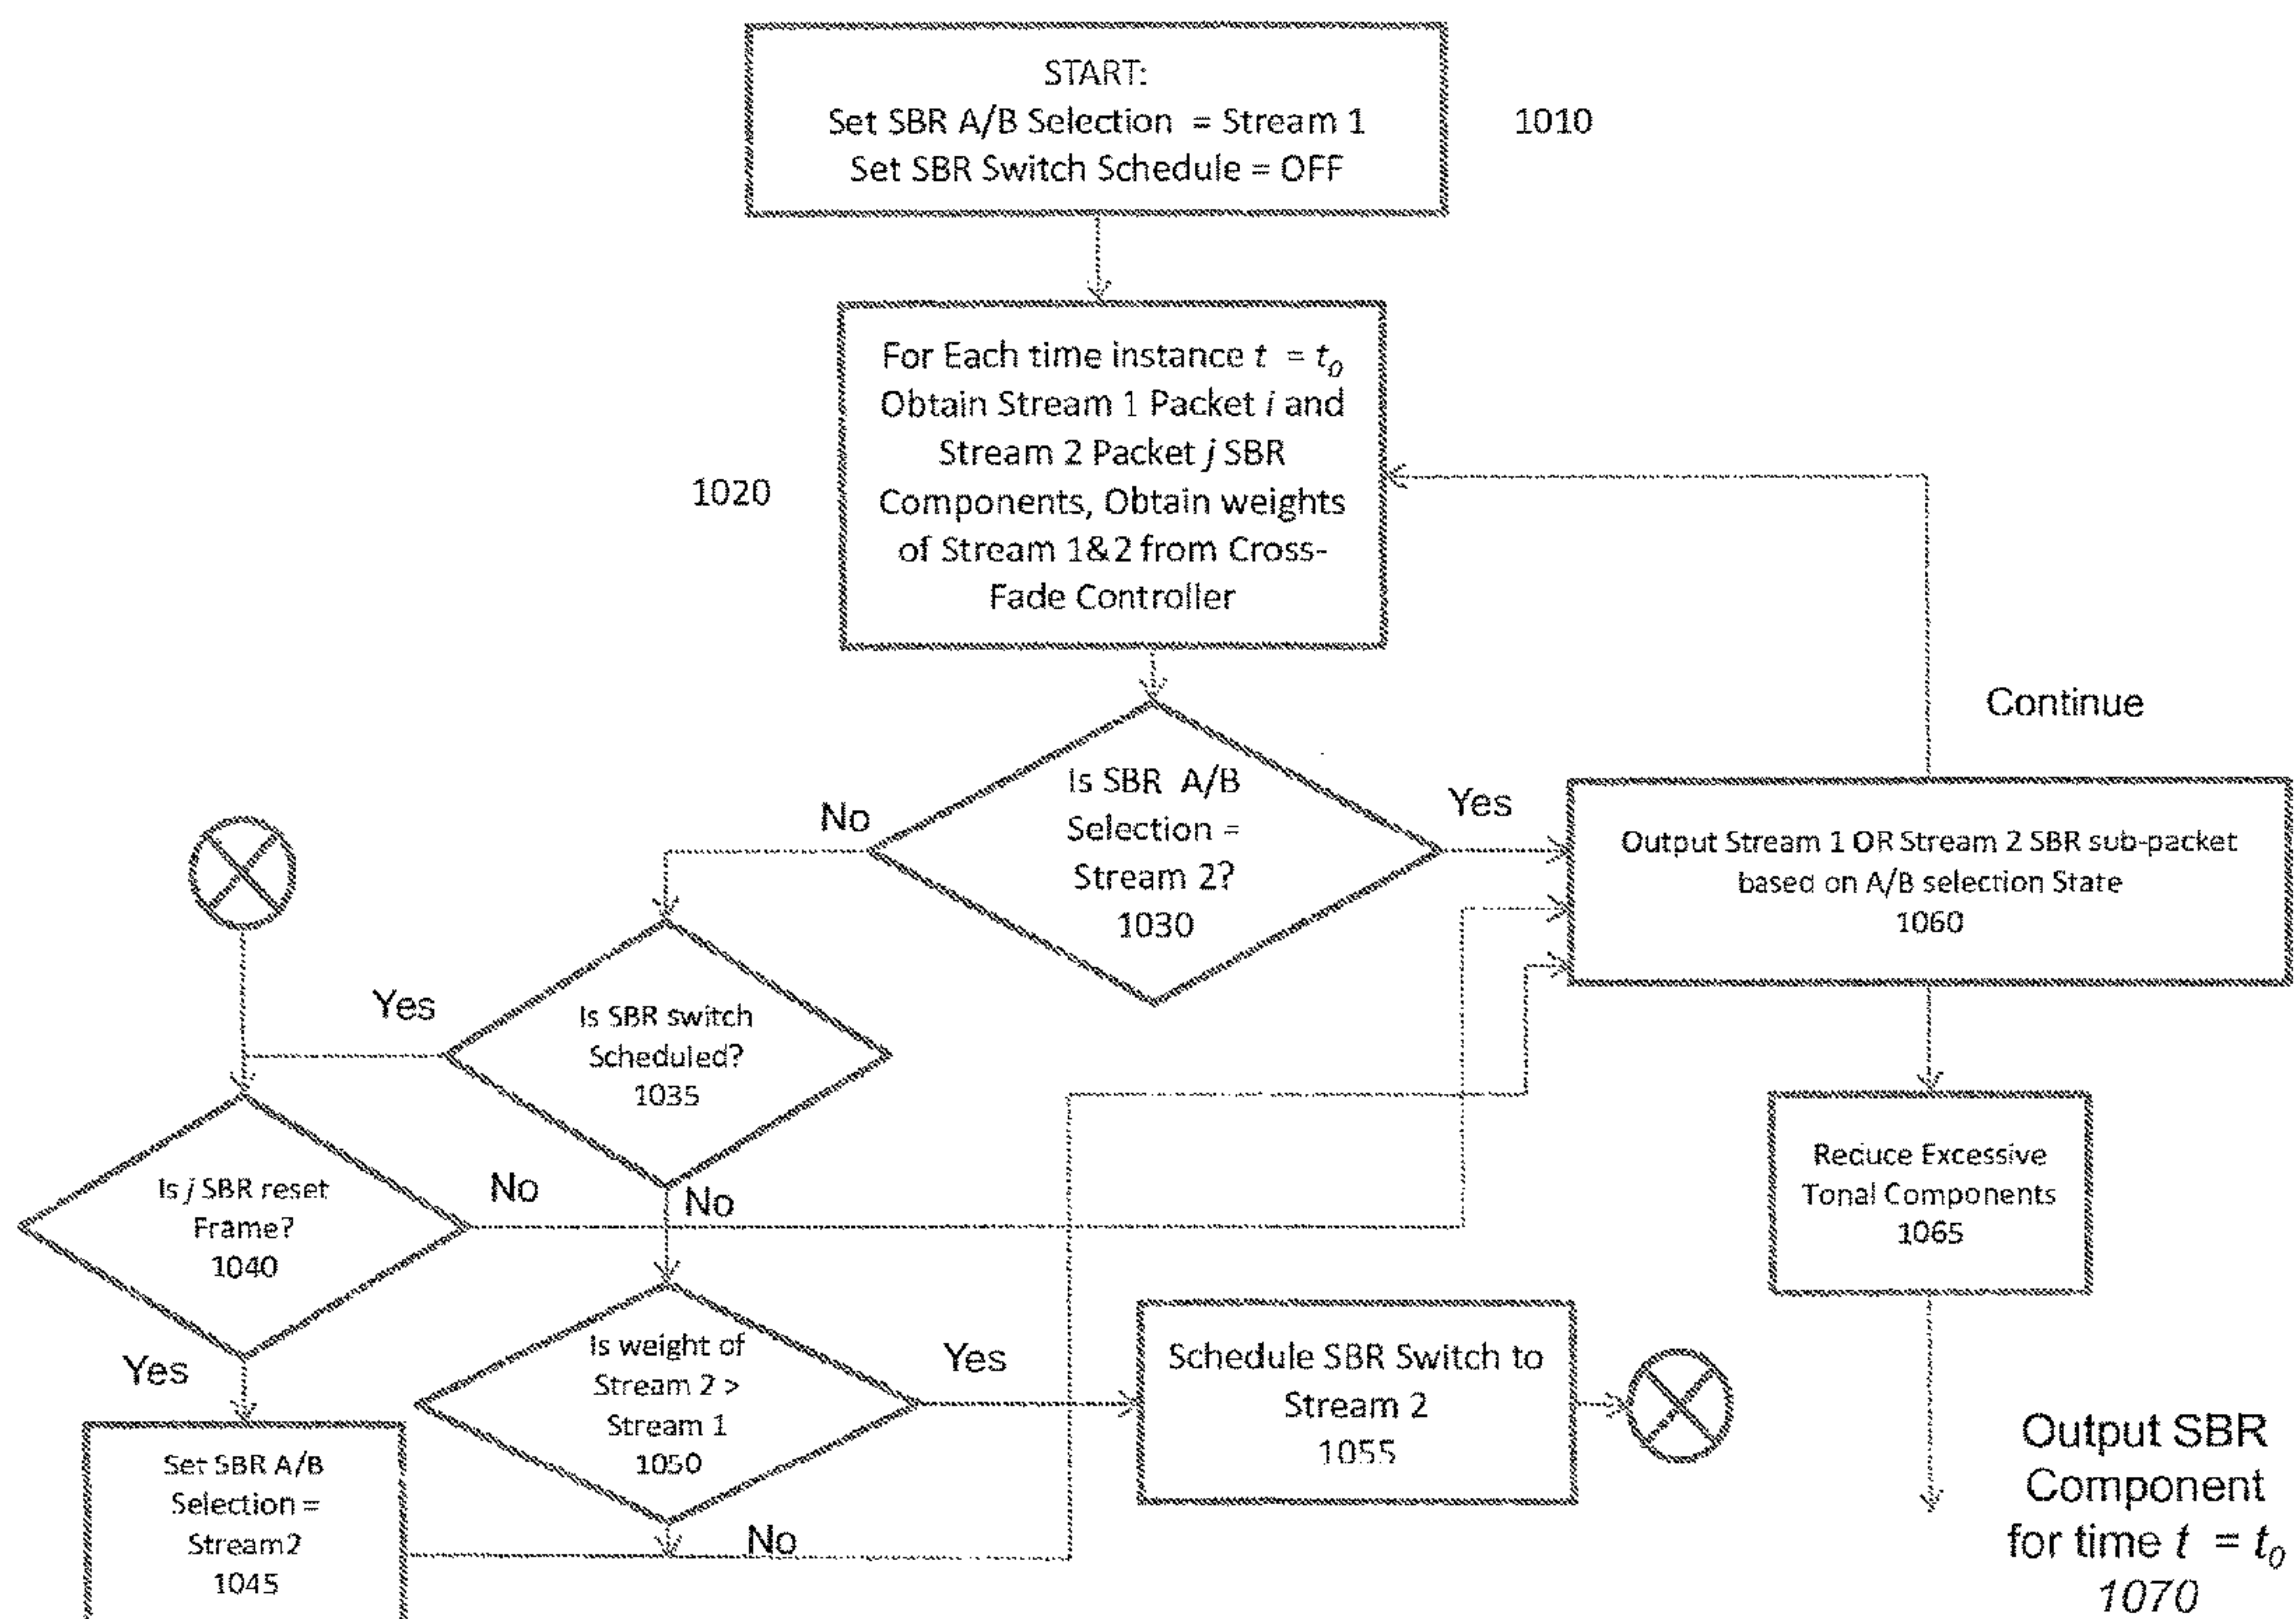 START:
Set SBR A/B Selection = Stream 1
Set SBR Switch Schedule = OFF
1010
For Each time instance t = t0
Obtain Stream 1 Packet i and
Stream 2 Packet j SBR
Components, Obtain weights
of Stream 1&2 from Cross-
Fade Controller
1020
Continue
Is SBR A/B
Selection =
Stream 2?
1030
No
Yes
Output Stream 1 OR Stream 2 SBR sub-packet
based on A/B selection State
1060
Is SBR switch
Scheduled?
1035
Yes
No
Is j SBR reset
Frame?
1040
No
Yes
Reduce Excessive
Tonal Components
1065
Is weight of
Stream 2 >
Stream 1
1050
Yes
No
Schedule SBR Switch to
Stream 2
1055
Set SBR A/B
Selection =
Stream2
1045
Output SBR
Component
for time t = t0
1070